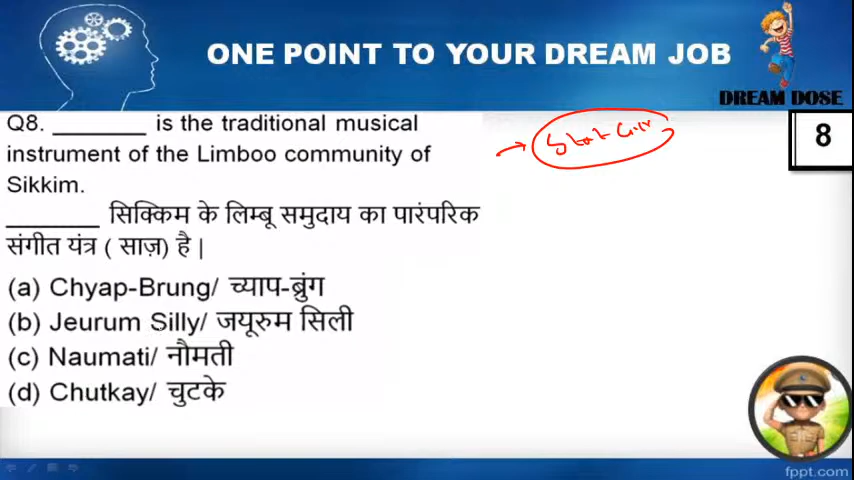 ONE POINT TO YOUR DREAM JOB
DREAM DOSE
Q8. ________ is the traditional musical
instrument of the Limboo community of
Sikkim.
8
_______ सिक्किम के लिम्बू समुदाय का पारंपरिक
संगीत यंत्र ( साज़) है |
(a) Chyap-Brung/ च्याप-ब्रुंग
(b) Jeurum Silly/ जयूरुम सिली
(c) Naumati/ नौमती
(d) Chutkay/ चुटके
fppt.com